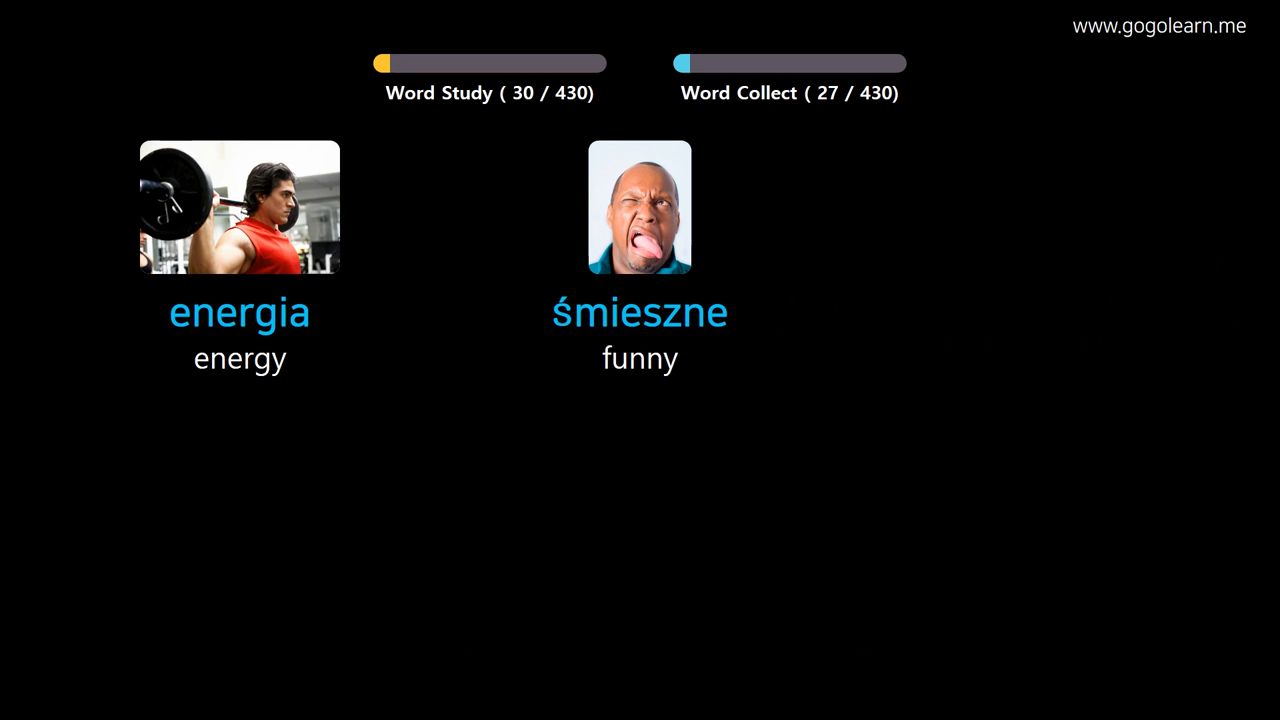 www.gogolearn.me
Word Study ( 30 / 430)
Word Collect ( 27 / 430)
energia
energy
śmieszne
funny